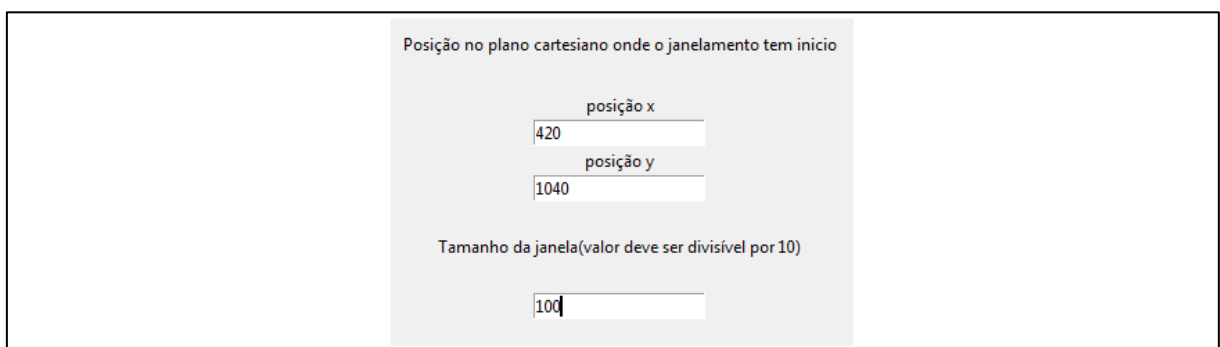 Posição no plano cartesiano onde o janelamento tem inicio
posição x
420
posição y
1040
Tamanho da janela(valor deve ser divisível por 10)
100